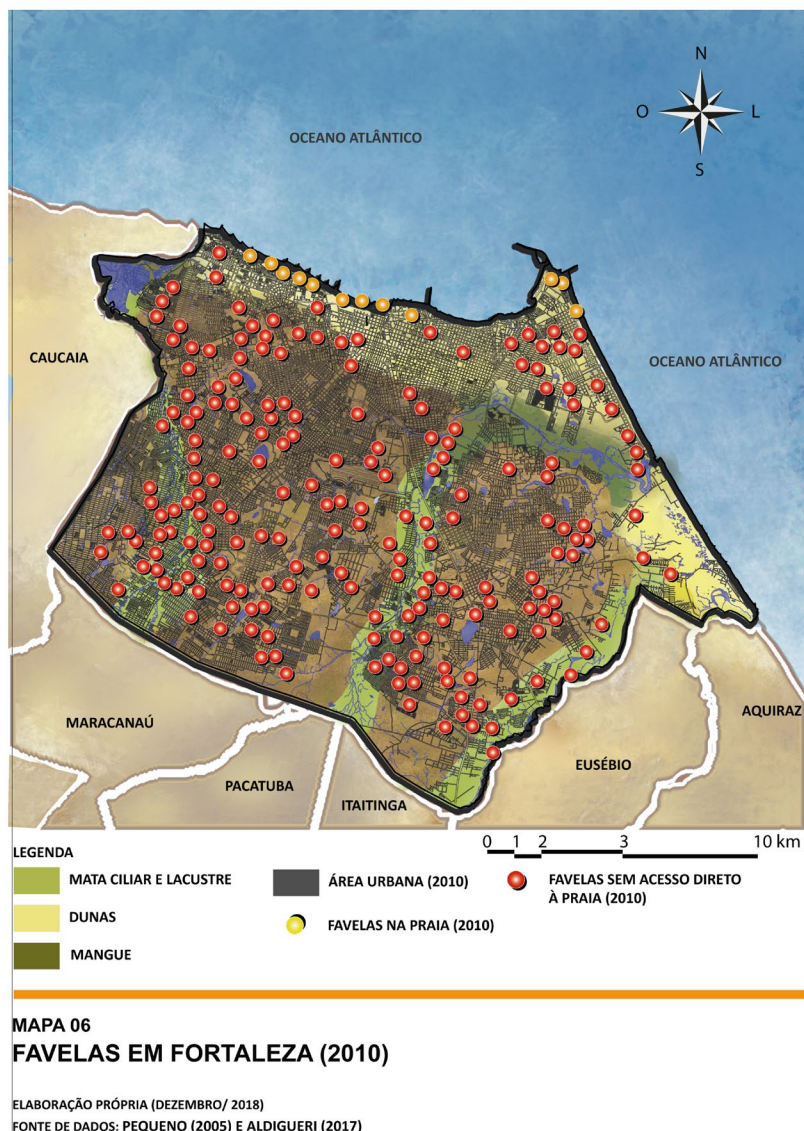 N
O
L
S
OCEANO ATLÂNTICO
OCEANO ATLÂNTICO
CAUCAIA
MARACANAÚ
PACATUBA
ITAITINGA
EUSÉBIO
AQUIRAZ
0 1 2 3 10 km
LEGENDA
MATA CILIAR E LACUSTRE
DUNAS
MANGUE
ÁREA URBANA (2010)
FAVELAS NA PRAIA (2010)
FAVELAS SEM ACESSO DIRETO
À PRAIA (2010)
MAPA 06
FAVELAS EM FORTALEZA (2010)
ELABORAÇÃO PRÓPRIA (DEZEMBRO/ 2018)
FONTE DE DADOS: PEQUENO (2005) E ALDIGUERI (2017)